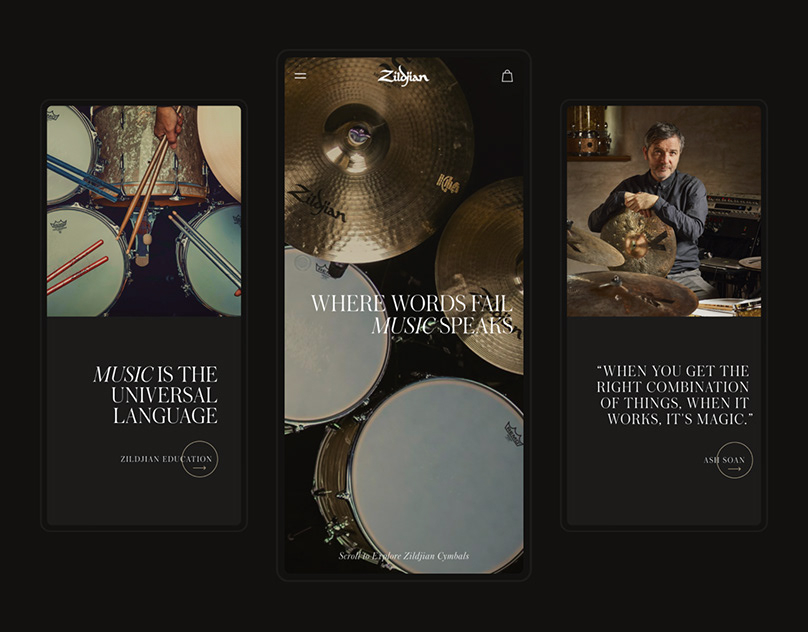 Zildjian
Zildjian
MUSIC IS THE
UNIVERSAL
LANGUAGE
ZILDJIAN EDUCATION
WHERE WORDS FAIL
MUSIC SPEAKS
Scroll to Explore Zildjian Cymbals
“WHEN YOU GET THE
RIGHT COMBINATION
OF THINGS, WHEN IT
WORKS, IT’S MAGIC.”
ASH SOAN